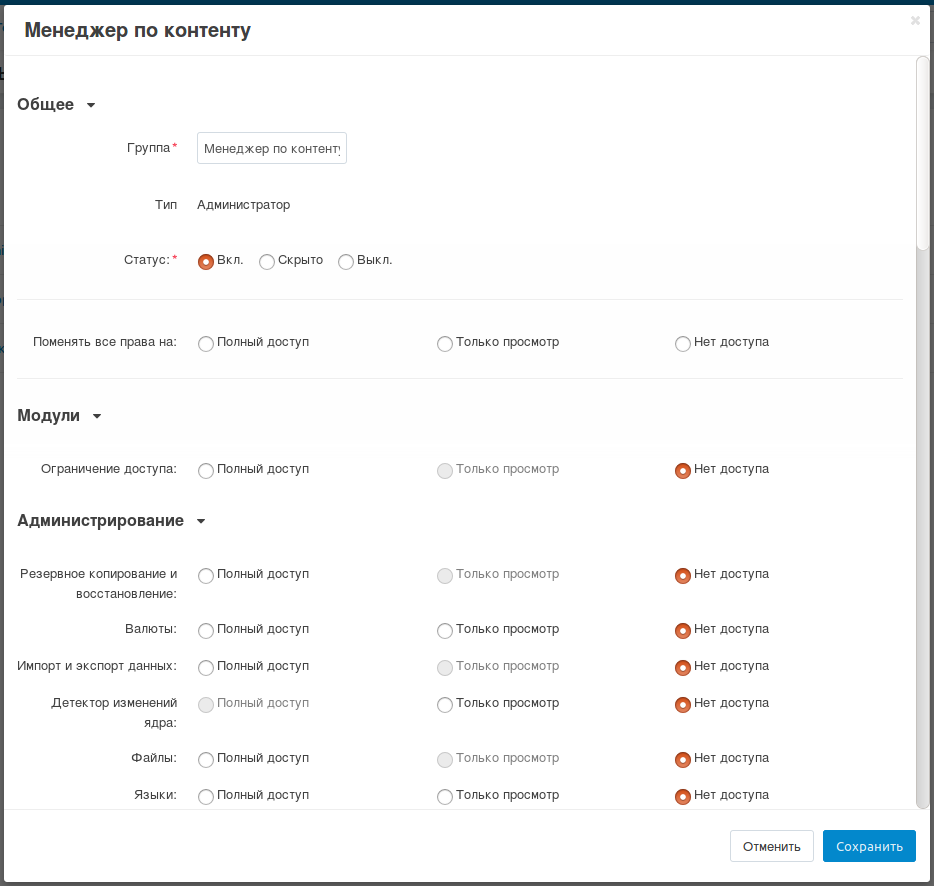 Менеджер по контенту
Общее
Группа*
Менеджер по контенту
Тип Администратор
Статус:* Вкл. Скрыто Выкл.
Поменять все права на: Полный доступ Только просмотр Нет доступа
Модули
Ограничение доступа: Полный доступ Только просмотр Нет доступа
Администрирование
Резервное копирование и
восстановление: Полный доступ Только просмотр Нет доступа
Валюты: Полный доступ Только просмотр Нет доступа
Импорт и экспорт данных: Полный доступ Только просмотр Нет доступа
Детектор изменений
ядра: Полный доступ Только просмотр Нет доступа
Файлы: Полный доступ Только просмотр Нет доступа
Языки: Полный доступ Только просмотр Нет доступа
Отменить Сохранить